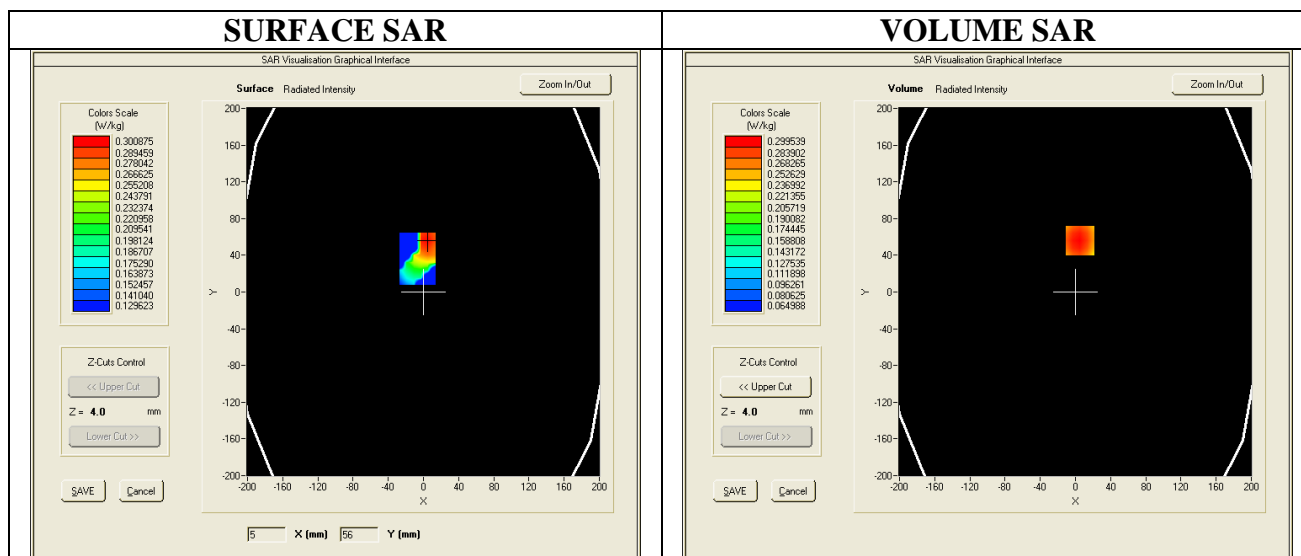 SURFACE SAR
SAR Visualisation Graphical Interface
Surface Radiated Intensity
Zoom In/Out
Colors Scale
(W/kg)
0.300875
0.289459
0.278042
0.266625
0.255208
0.243791
0.232374
0.220958
0.209541
0.198124
0.186707
0.175290
0.163873
0.152457
0.141040
0.129623
200-
160-
120-
80-
40-
0-
-40-
-80-
-120-
-160-
-200-
Y
-200 -160 -120 -80 -40 0 40 80 120 160 200
X
Z-Cuts Control
<< Upper Cut
Z = 4.0 mm
Lower Cut >>
SAVE Cancel
5 X (mm) 56 Y (mm)
VOLUME SAR
SAR Visualisation Graphical Interface
Volume Radiated Intensity
Zoom In/Out
Colors Scale
(W/kg)
0.299539
0.283902
0.268265
0.252629
0.236992
0.221355
0.205719
0.190082
0.174445
0.158808
0.143172
0.127535
0.111898
0.096261
0.080625
0.064988
200-
160-
120-
80-
40-
0-
-40-
-80-
-120-
-160-
-200-
Y
-200 -160 -120 -80 -40 0 40 80 120 160 200
X
Z-Cuts Control
<< Upper Cut
Z = 4.0 mm
Lower Cut >>
SAVE Cancel